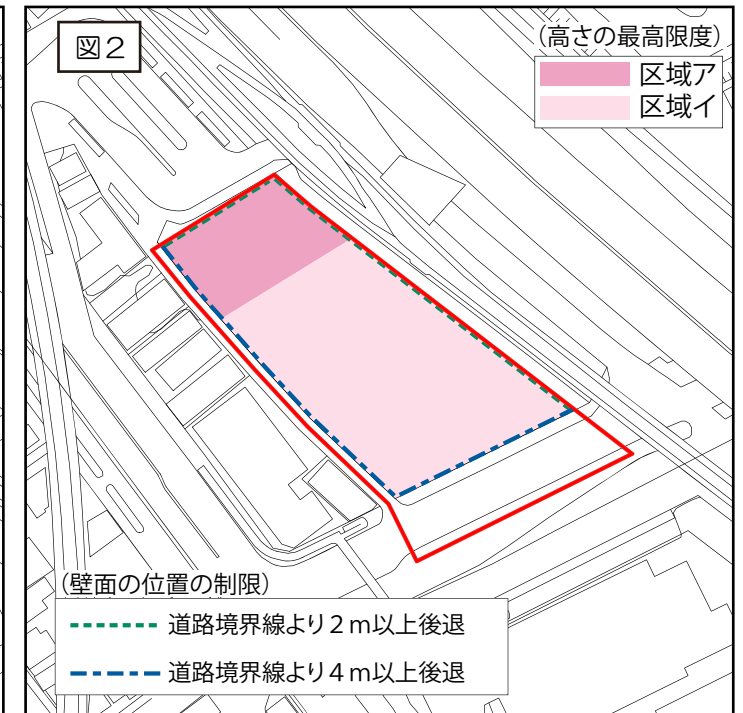 図2
(高さの最高限度)
区域ア
区域イ
(壁面の位置の制限)
道路境界線より2m以上後退
道路境界線より4m以上後退